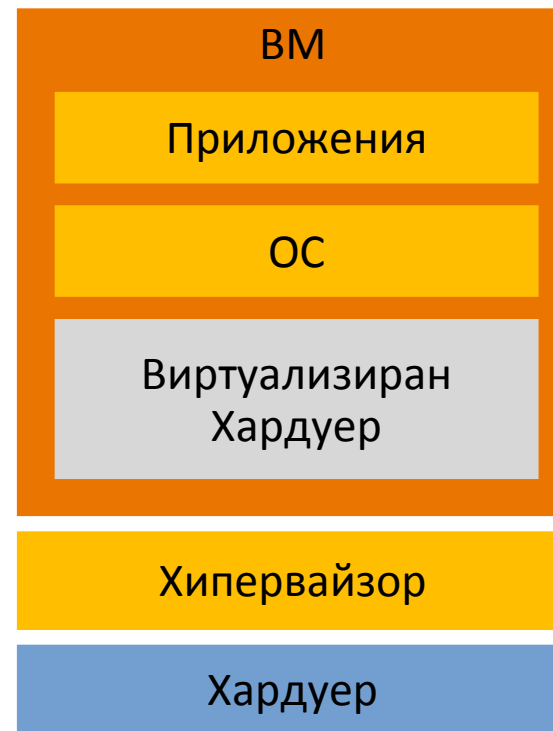 ВМ
Приложения
ОС
Виртуализиран
Хардуер
Хипервайзор
Хардуер